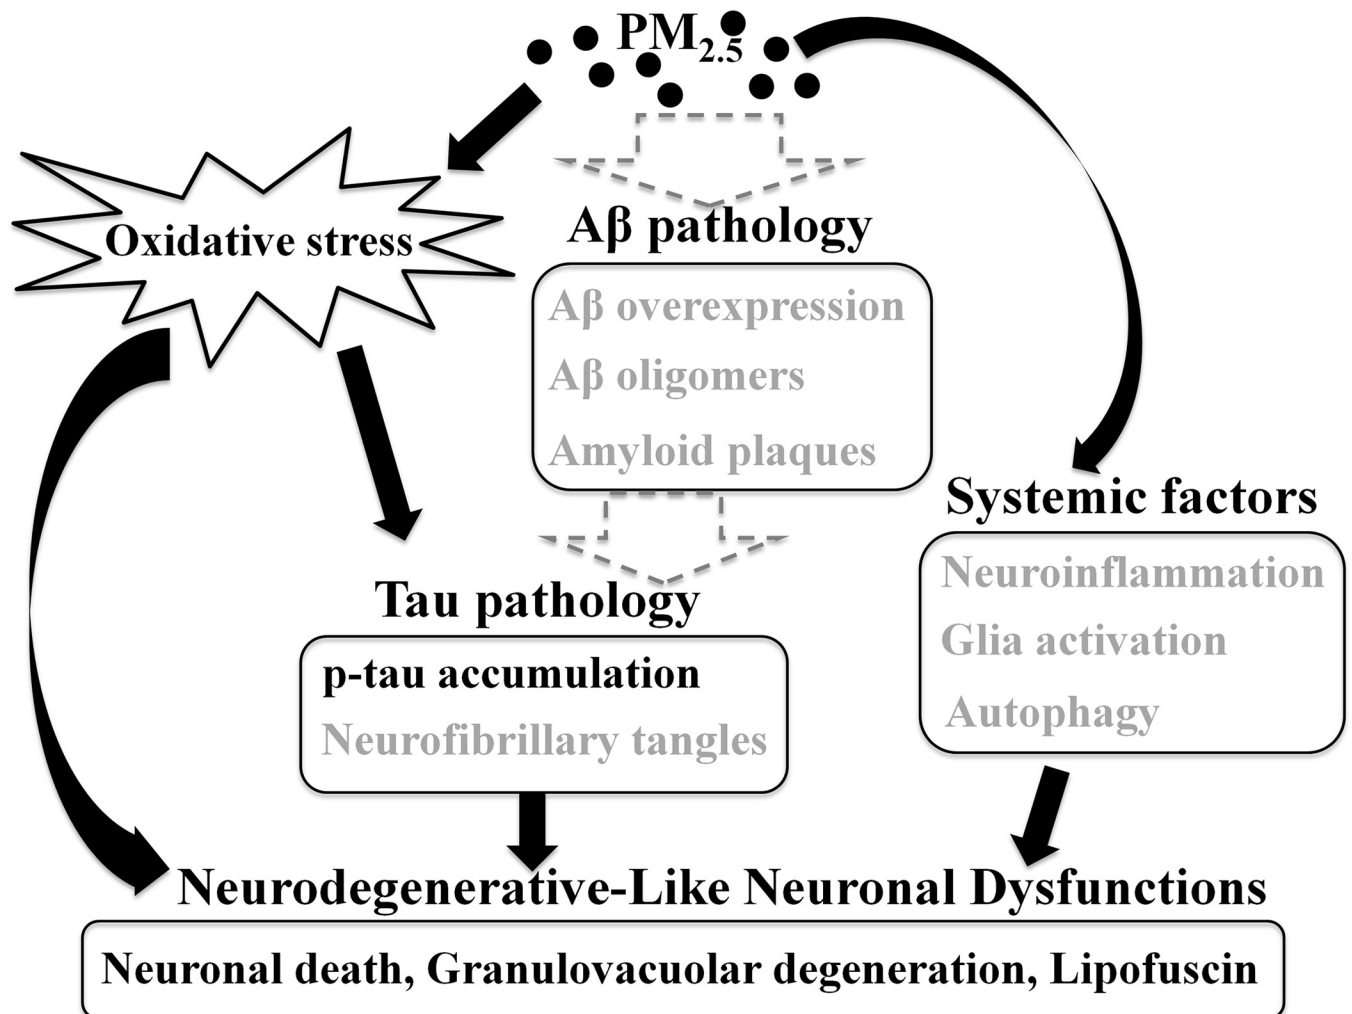 PM2.5
Oxidative stress
Aβ pathology
Aβ overexpression
Aβ oligomers
Amyloid plaques
Systemic factors
Neuroinflammation
Glia activation
Autophagy
Tau pathology
p-tau accumulation
Neurofibrillary tangles
Neurodegenerative-Like Neuronal Dysfunctions
Neuronal death, Granulovacuolar degeneration, Lipofuscin